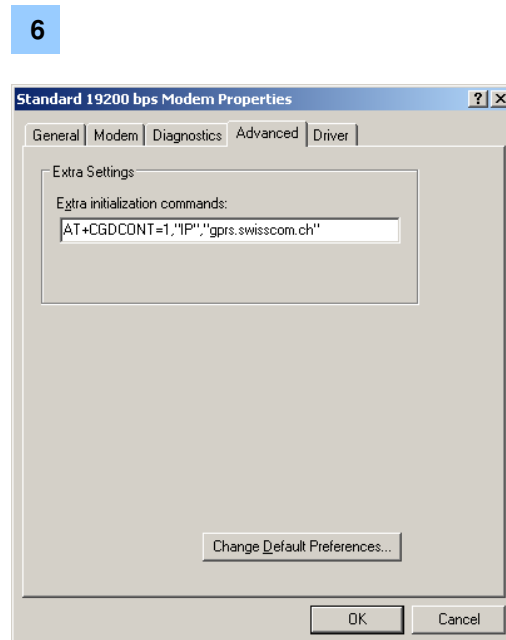 6
Standard 19200 bps Modem Properties
General Modem Diagnostics Advanced Driver
Extra Settings
Extra initialization commands:
AT+CGDCONT=1,"IP","gprs.swisscom.ch"
Change Default Preferences...
OK Cancel